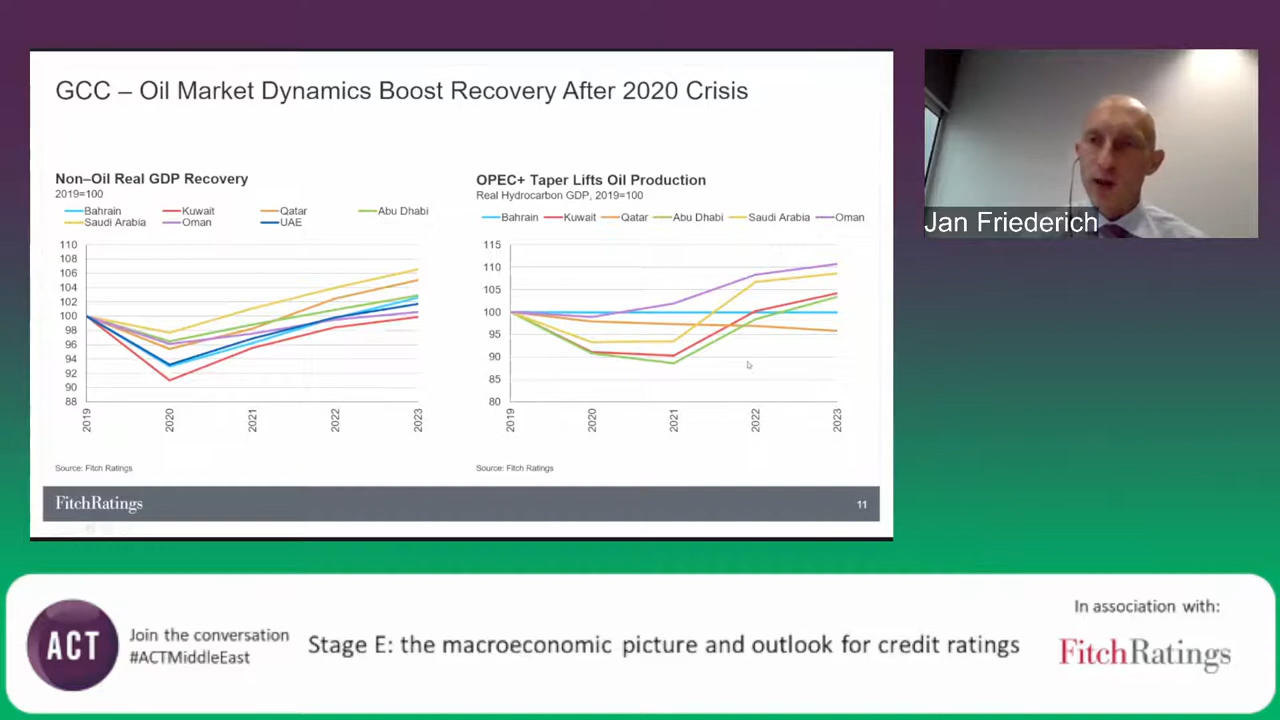 GCC – Oil Market Dynamics Boost Recovery After 2020 Crisis
Non–Oil Real GDP Recovery
2019=100
Bahrain Kuwait Qatar Abu Dhabi
Saudi Arabia Oman UAE
110
108
106
104
102
100
98
96
94
92
90
88
2019 2020 2021 2022 2023
Source: Fitch Ratings
OPEC+ Taper Lifts Oil Production
Real Hydrocarbon GDP, 2019=100
Bahrain Kuwait Qatar Abu Dhabi Saudi Arabia Oman
115
110
105
100
95
90
85
80
2019 2020 2021 2022 2023
Source: Fitch Ratings
FitchRatings 11
Jan Friederich
ACT
Join the conversation
#ACTMiddleEast
Stage E: the macroeconomic picture and outlook for credit ratings
In association with:
FitchRatings